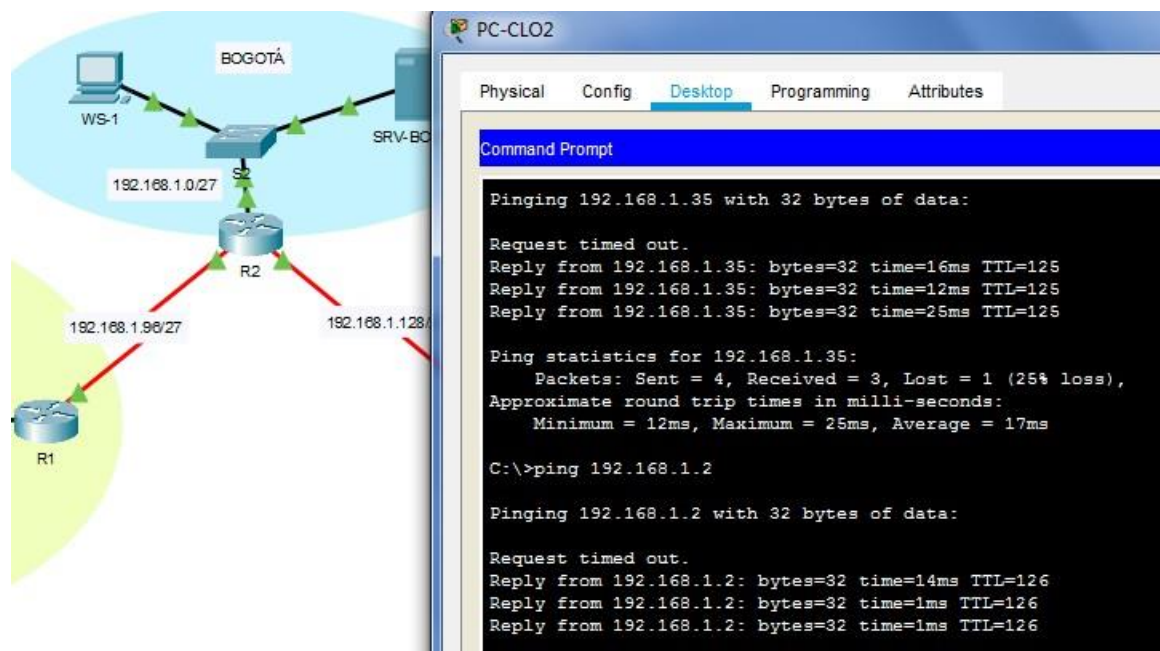 BOGOTÁ
WS-1
SRV-BO
S2
192.168.1.0/27
R2
192.168.1.96/27
192.168.1.128/
R1
PC-CLO2
Physical Config Desktop Programming Attributes
Command Prompt
Pinging 192.168.1.35 with 32 bytes of data:
Request timed out.
Reply from 192.168.1.35: bytes=32 time=16ms TTL=125
Reply from 192.168.1.35: bytes=32 time=12ms TTL=125
Reply from 192.168.1.35: bytes=32 time=25ms TTL=125
Ping statistics for 192.168.1.35:
Packets: Sent = 4, Received = 3, Lost = 1 (25% loss),
Approximate round trip times in milli-seconds:
Minimum = 12ms, Maximum = 25ms, Average = 17ms
C:\>ping 192.168.1.2
Pinging 192.168.1.2 with 32 bytes of data:
Request timed out.
Reply from 192.168.1.2: bytes=32 time=14ms TTL=126
Reply from 192.168.1.2: bytes=32 time=1ms TTL=126
Reply from 192.168.1.2: bytes=32 time=1ms TTL=126